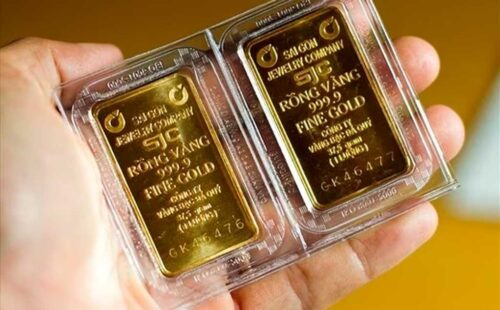 SAI GON
JEWELRY COMPANY
SJC
RỒNG VÀNG
999.9
FINE GOLD
CÔNG TY
VÀNG BẠC ĐÁ QUÝ
37,5 gam
(1 LƯỢNG)
GK46476
SAI GON
JEWELRY COMPANY
SJC
RỒNG VÀNG
999.9
FINE GOLD
CÔNG TY
VÀNG BẠC ĐÁ QUÝ
37,5 gam
(1 LƯỢNG)
GK46477